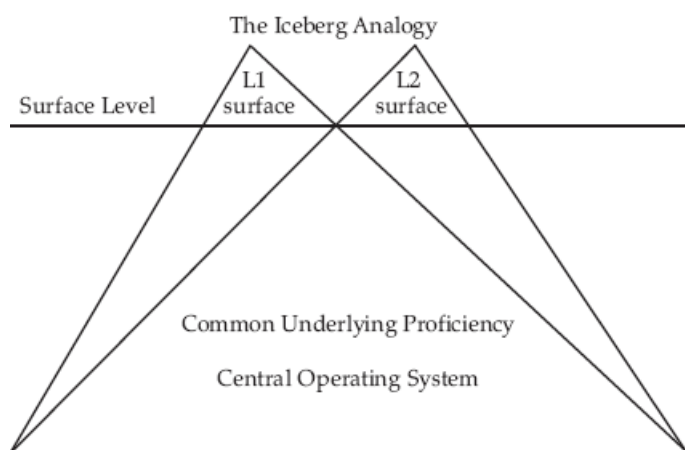 The Iceberg Analogy
L1
surface
L2
surface
Surface Level
Common Underlying Proficiency
Central Operating System